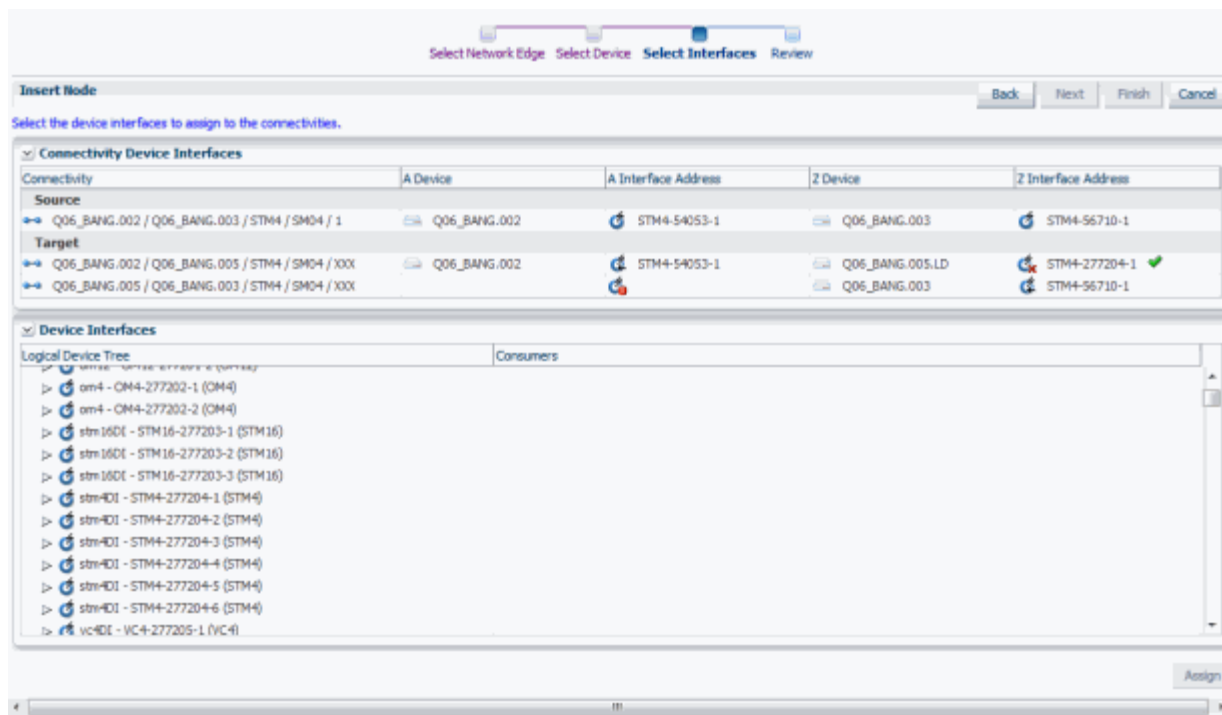 Select Network Edge Select Device Select Interfaces Review
Insert Node
Back Next Finish Cancel
Select the device interfaces to assign to the connectivities.
Connectivity Device Interfaces
Connectivity A Device A Interface Address Z Device Z Interface Address
Source
Q06_BANG.002 / Q06_BANG.003 / STM4 / SM04 / 1 Q06_BANG.002 STM4-54053-1 Q06_BANG.003 STM4-56710-1
Target
Q06_BANG.002 / Q06_BANG.005 / STM4 / SM04 / XXX Q06_BANG.002 STM4-54053-1 Q06_BANG.005.LD STM4-277204-1
Q06_BANG.005 / Q06_BANG.003 / STM4 / SM04 / XXX Q06_BANG.003 STM4-56710-1
Device Interfaces
Logical Device Tree Consumers
om4 - OM4-277202-1 (OM4)
om4 - OM4-277202-2 (OM4)
stm16DI - STM16-277203-1 (STM16)
stm16DI - STM16-277203-2 (STM16)
stm16DI - STM16-277203-3 (STM16)
stm4DI - STM4-277204-1 (STM4)
stm4DI - STM4-277204-2 (STM4)
stm4DI - STM4-277204-3 (STM4)
stm4DI - STM4-277204-4 (STM4)
stm4DI - STM4-277204-5 (STM4)
stm4DI - STM4-277204-6 (STM4)
vc4DI - VC4-277205-1 (VC4)
Assign